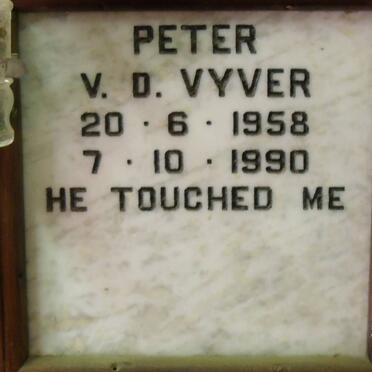 PETER
V. D. VYVER
20 · 6 · 1958
7 · 10 · 1990
HE TOUCHED ME